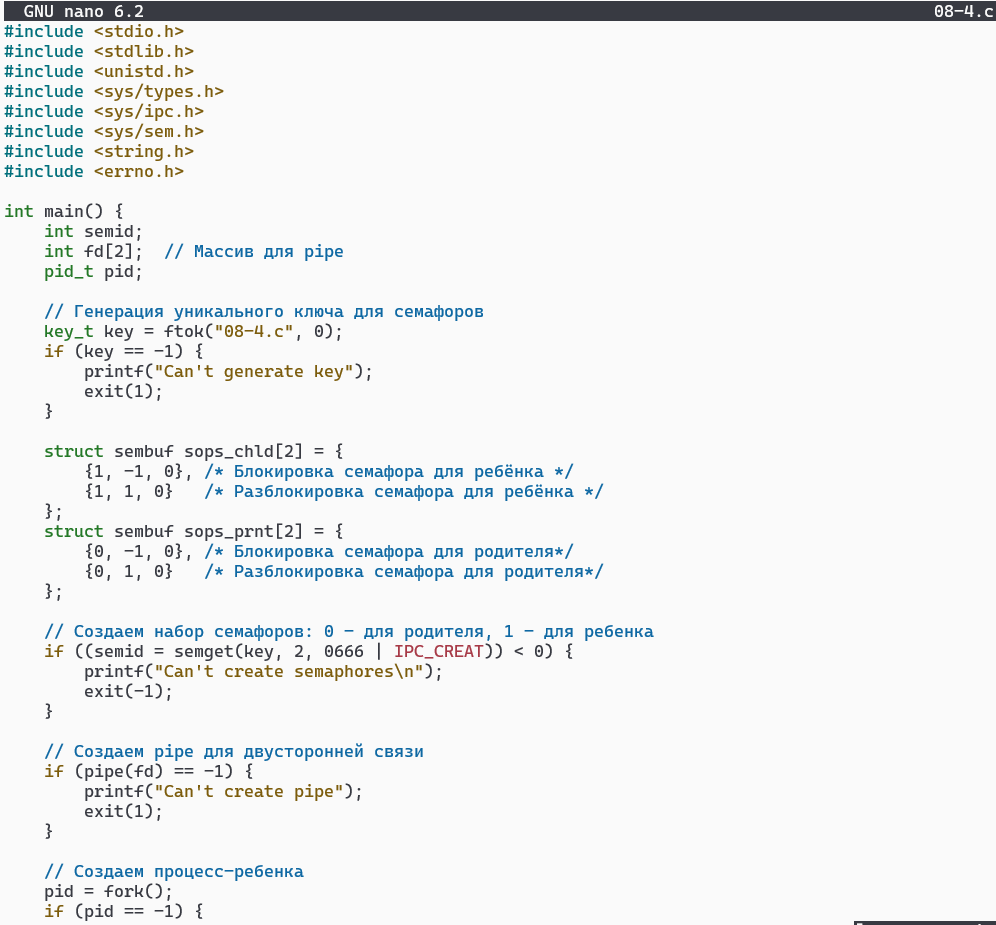 GNU nano 6.2 08-4.c
#include <stdio.h>
#include <stdlib.h>
#include <unistd.h>
#include <sys/types.h>
#include <sys/ipc.h>
#include <sys/sem.h>
#include <string.h>
#include <errno.h>

int main() {
    int semid;
    int fd[2];  // Массив для pipe
    pid_t pid;

    // Генерация уникального ключа для семафоров
    key_t key = ftok("08-4.c", 0);
    if (key == -1) {
        printf("Can't generate key");
        exit(1);
    }

    struct sembuf sops_chld[2] = {
        {1, -1, 0}, /* Блокировка семафора для ребёнка */
        {1, 1, 0}   /* Разблокировка семафора для ребёнка */
    };
    struct sembuf sops_prnt[2] = {
        {0, -1, 0}, /* Блокировка семафора для родителя*/
        {0, 1, 0}   /* Разблокировка семафора для родителя*/
    };

    // Создаем набор семафоров: 0 - для родителя, 1 - для ребенка
    if ((semid = semget(key, 2, 0666 | IPC_CREAT)) < 0) {
        printf("Can't create semaphores\n");
        exit(-1);
    }

    // Создаем pipe для двусторонней связи
    if (pipe(fd) == -1) {
        printf("Can't create pipe");
        exit(1);
    }

    // Создаем процесс-ребенка
    pid = fork();
    if (pid == -1) {